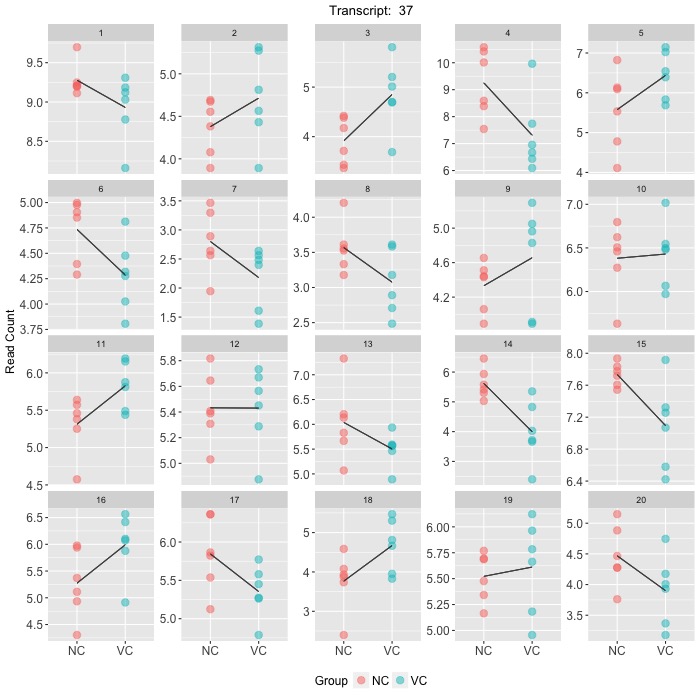 Transcript: 37
1 2 3 4 5
9.5 9.0 8.5
5.0 4.5 4.0
5 4
10 9 8 7 6
7 6 5 4
6 7 8 9 10
5.00 4.75 4.50 4.25 4.00 3.75
3.5 3.0 2.5 2.0 1.5
4.0 3.5 3.0 2.5
5.0 4.2
7.0 6.5 6.0
Read Count
11 12 13 14 15
6.0 5.5 5.0 4.5
5.8 5.6 5.4 5.2 5.0
7.0 6.5 6.0 5.5 5.0
6 5 4 3
8.0 7.6 7.2 6.8 6.4
16 17 18 19 20
6.5 6.0 5.5 5.0 4.5
6.0 5.5 5.0
5 4 3
6.00 5.75 5.50 5.25 5.00
5.0 4.5 4.0 3.5
NC VC NC VC NC VC NC VC NC VC
Group NC VC